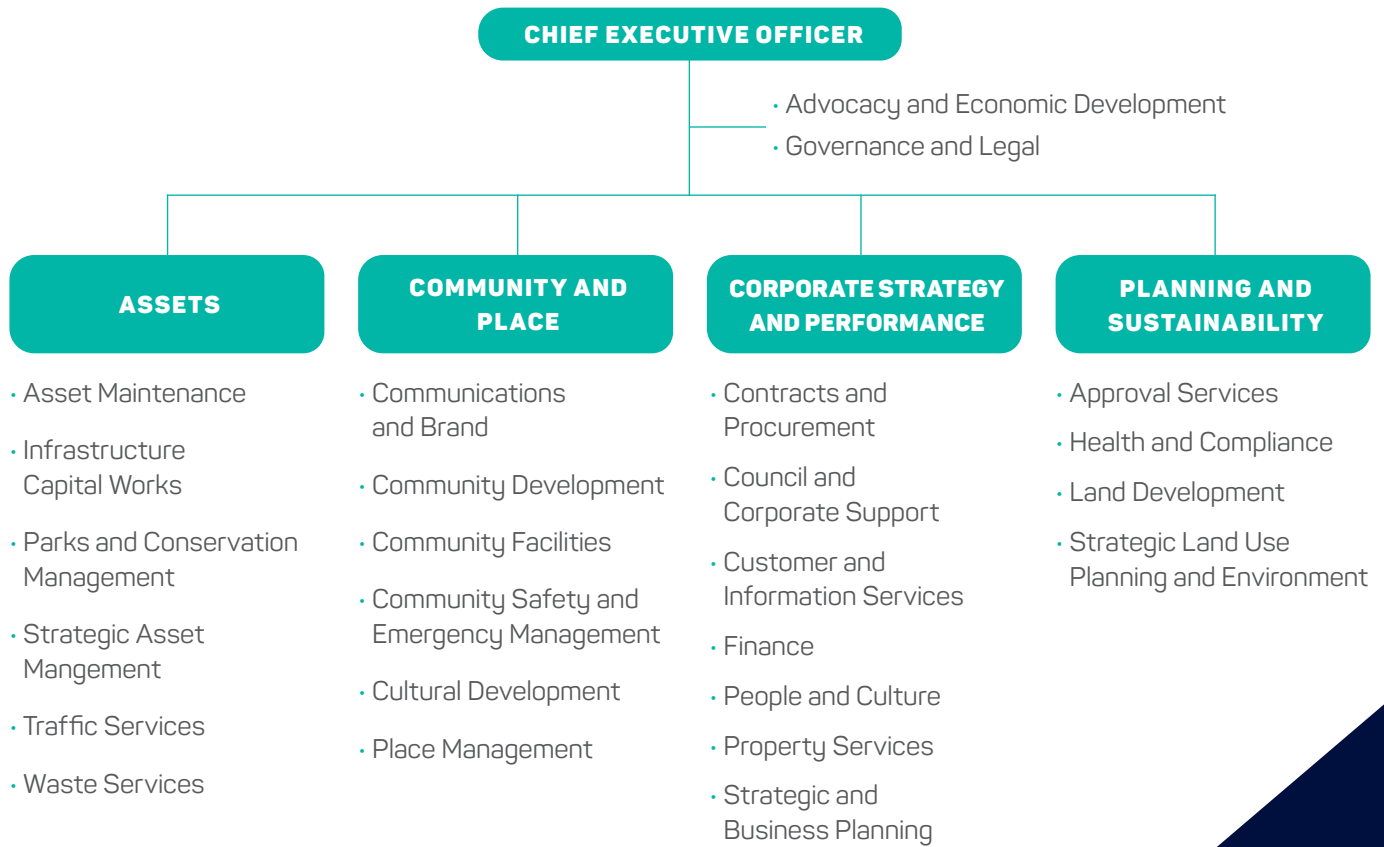 CHIEF EXECUTIVE OFFICER
· Advocacy and Economic Development
· Governance and Legal
ASSETS
· Asset Maintenance
· Infrastructure
Capital Works
· Parks and Conservation
Management
· Strategic Asset
Mangement
· Traffic Services
· Waste Services
COMMUNITY AND
PLACE
· Communications
and Brand
· Community Development
· Community Facilities
· Community Safety and
Emergency Management
· Cultural Development
· Place Management
CORPORATE STRATEGY
AND PERFORMANCE
· Contracts and
Procurement
· Council and
Corporate Support
· Customer and
Information Services
· Finance
· People and Culture
· Property Services
· Strategic and
Business Planning
PLANNING AND
SUSTAINABILITY
· Approval Services
· Health and Compliance
· Land Development
· Strategic Land Use
Planning and Environment